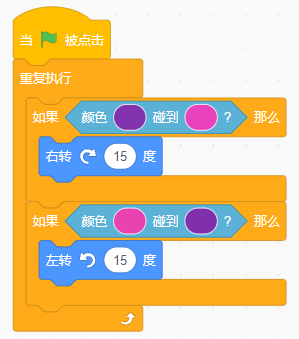 当 被点击
重复执行
如果 颜色 碰到 ? 那么
右转 15 度
如果 颜色 碰到 ? 那么
左转 15 度